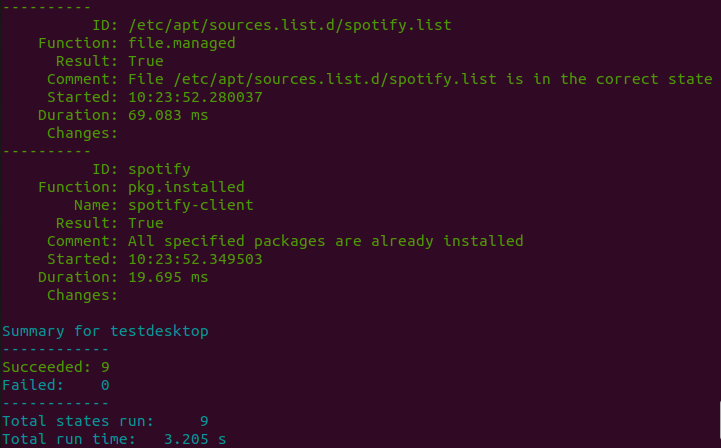 ----------
          ID: /etc/apt/sources.list.d/spotify.list
    Function: file.managed
      Result: True
     Comment: File /etc/apt/sources.list.d/spotify.list is in the correct state
     Started: 10:23:52.280037
    Duration: 69.083 ms
     Changes:
----------
          ID: spotify
    Function: pkg.installed
        Name: spotify-client
      Result: True
     Comment: All specified packages are already installed
     Started: 10:23:52.349503
    Duration: 19.695 ms
     Changes:

Summary for testdesktop
------------
Succeeded: 9
Failed:    0
------------
Total states run:     9
Total run time:   3.205 s